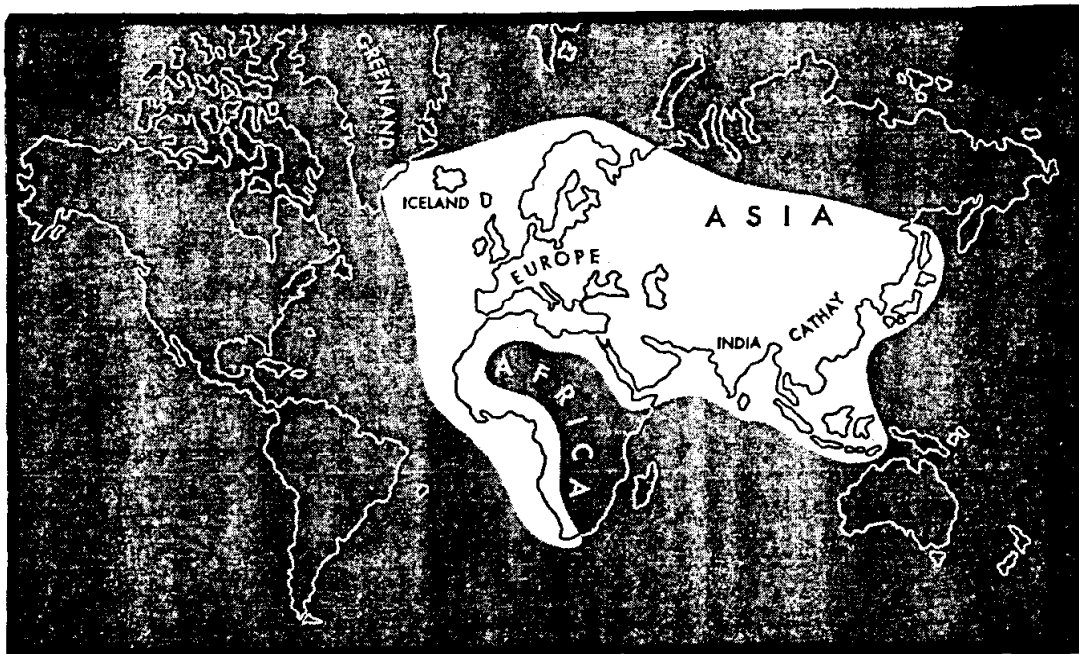 GREENLAND
ICELAND
ASIA
EUROPE
CATHAY
INDIA
AFRICA